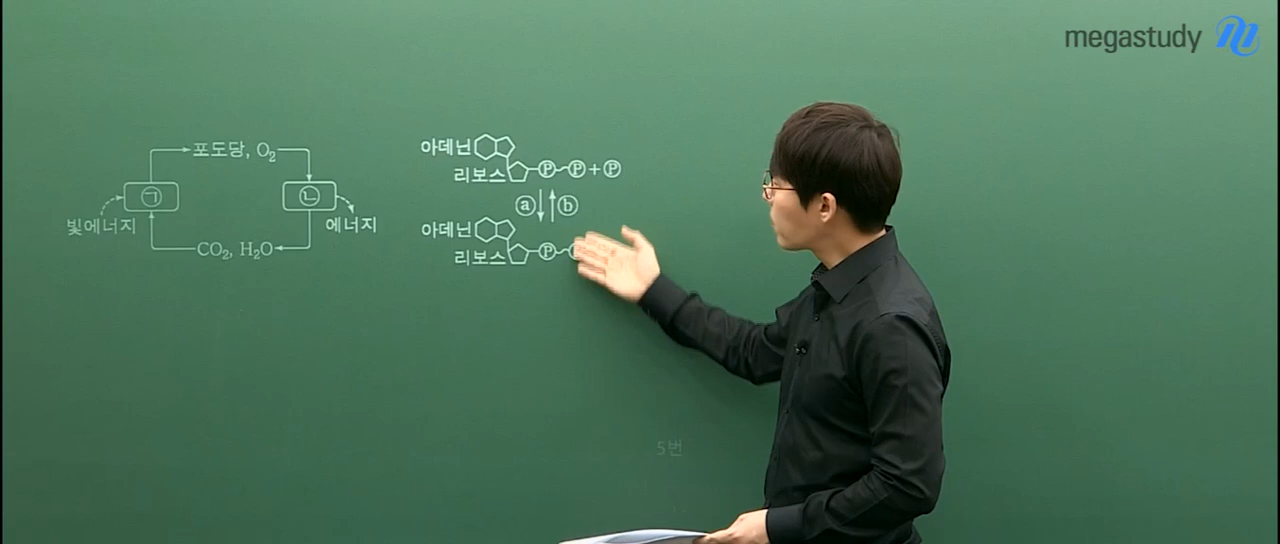 megastudy
포도당, O₂
㉠
㉡
빛에너지
에너지
CO₂, H₂O
아데닌
리보스 Ⓟ Ⓟ + Ⓟ
ⓐ ⓑ
아데닌
리보스 Ⓟ
5번